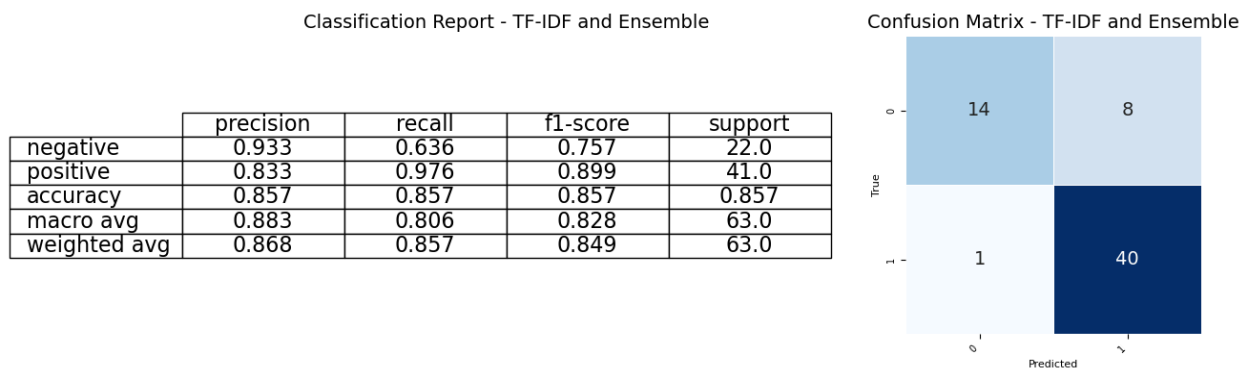 Classification Report - TF-IDF and Ensemble
precision recall f1-score support
negative 0.933 0.636 0.757 22.0
positive 0.833 0.976 0.899 41.0
accuracy 0.857 0.857 0.857 0.857
macro avg 0.883 0.806 0.828 63.0
weighted avg 0.868 0.857 0.849 63.0
Confusion Matrix - TF-IDF and Ensemble
True
0 14 8
1 1 40
0 1
Predicted